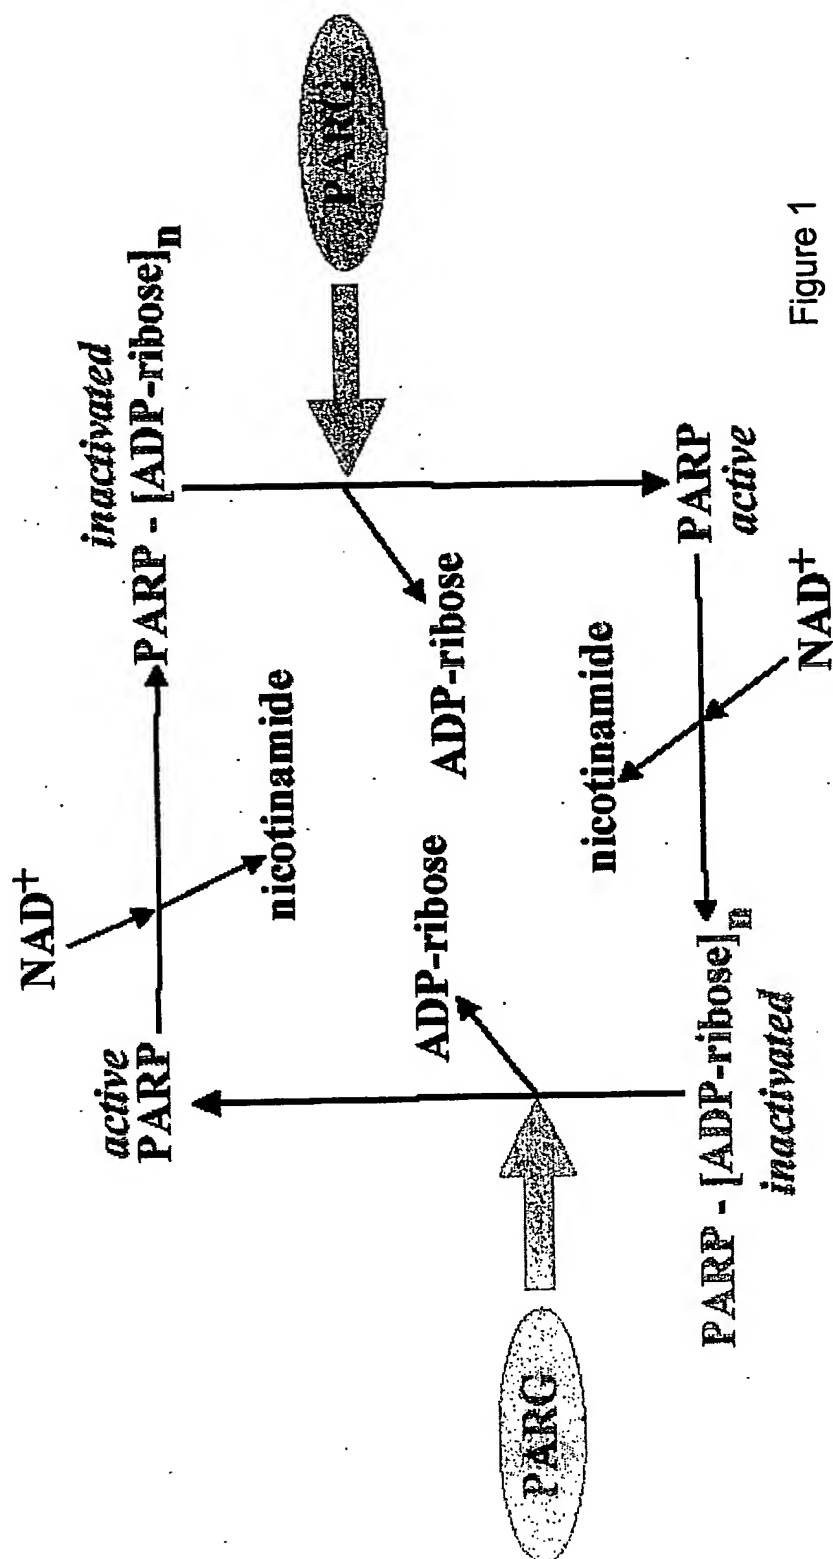 NAD+
active
PARP
inactivated
PARP - [ADP-ribose]n
nicotinamide
PARG
ADP-ribose
ADP-ribose
PARG
nicotinamide
PARP - [ADP-ribose]n
inactivated
PARP
active
NAD+
Figure 1